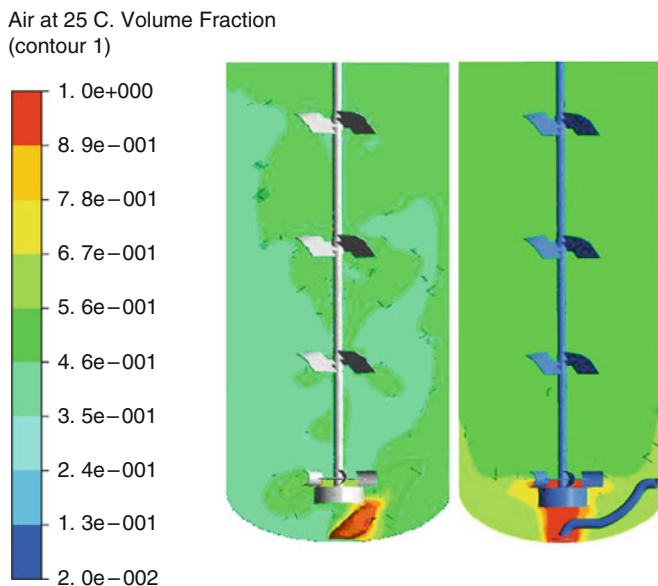 Air at 25 C. Volume Fraction
(contour 1)
1. 0e+000
8. 9e−001
7. 8e−001
6. 7e−001
5. 6e−001
4. 6e−001
3. 5e−001
2. 4e−001
1. 3e−001
2. 0e−002